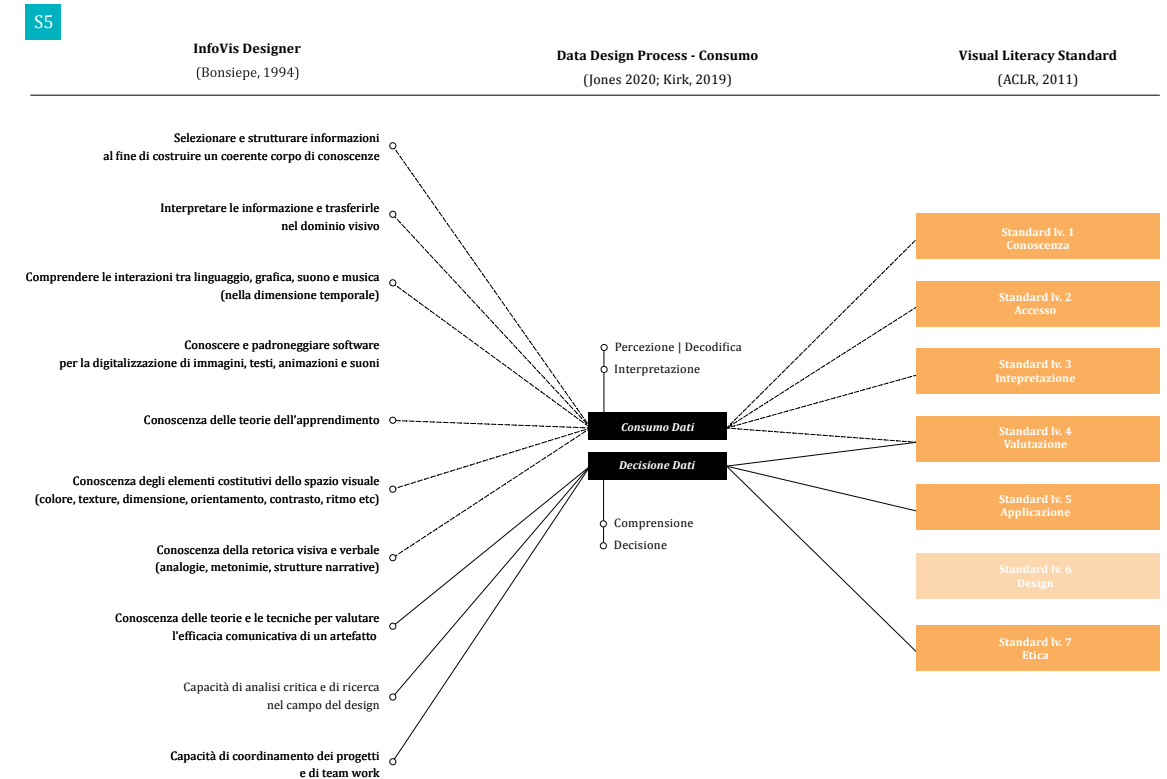 S5
InfoVis Designer
(Bonsiepe, 1994)
Data Design Process - Consumo
(Jones 2020; Kirk, 2019)
Visual Literacy Standard
(ACLR, 2011)
Selezionare e strutturare informazioni
al fine di costruire un coerente corpo di conoscenze
Interpretare le informazione e trasferirle
nel dominio visivo
Comprendere le interazioni tra linguaggio, grafica, suono e musica
(nella dimensione temporale)
Conoscere e padroneggiare software
per la digitalizzazione di immagini, testi, animazioni e suoni
Conoscenza delle teorie dell'apprendimento
Conoscenza degli elementi costitutivi dello spazio visuale
(colore, texture, dimensione, orientamento, contrasto, ritmo etc)
Conoscenza della retorica visiva e verbale
(analogie, metonimie, strutture narrative)
Conoscenza delle teorie e le tecniche per valutare
l'efficacia comunicativa di un artefatto
Capacità di analisi critica e di ricerca
nel campo del design
Capacità di coordinamento dei progetti
e di team work
Percezione | Decodifica
Interpretazione
Consumo Dati
Decisione Dati
Comprensione
Decisione
Standard lv. 1
Conoscenza
Standard lv. 2
Accesso
Standard lv. 3
Intepretazione
Standard lv. 4
Valutazione
Standard lv. 5
Applicazione
Standard lv. 6
Design
Standard lv. 7
Etica